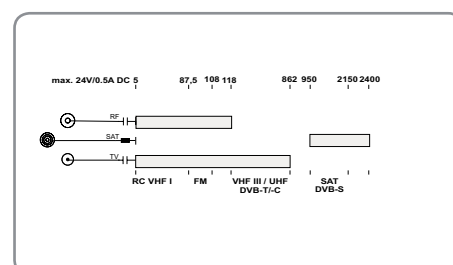 max. 24V/0.5A DC 5 87,5 108 118 862 950 2150 2400
RF
SAT
TV
RC VHF I FM VHF III / UHF SAT
DVB-T/-C DVB-S